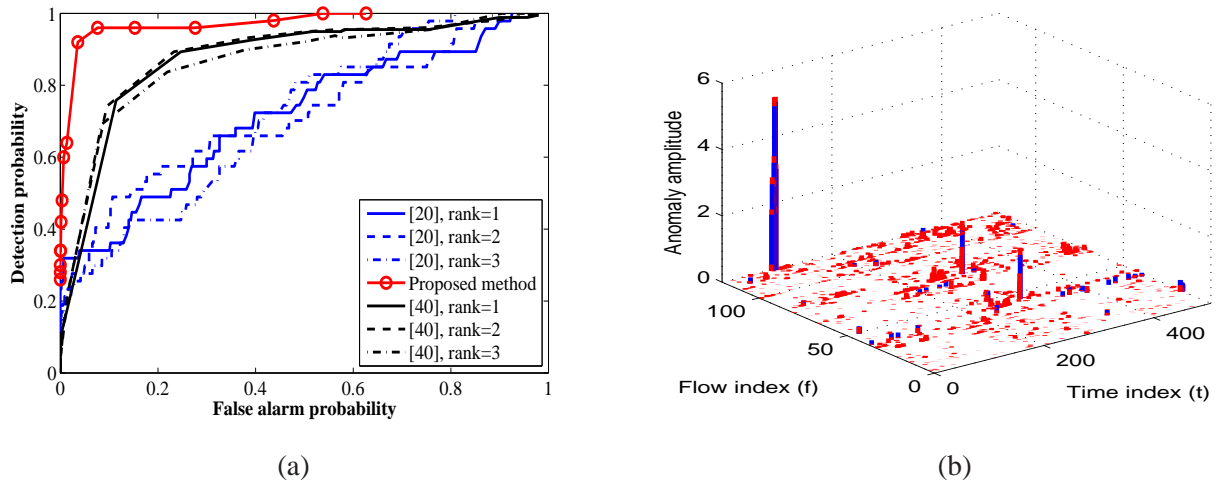 1
0.8
0.6
0.4
0.2
0
0
0.2
0.4
0.6
0.8
1
Detection probability
False alarm probability
[20], rank=1
[20], rank=2
[20], rank=3
Proposed method
[40], rank=1
[40], rank=2
[40], rank=3
(a)
6
4
2
0
Anomaly amplitude
100
50
0
Flow index (f)
0
200
400
Time index (t)
(b)